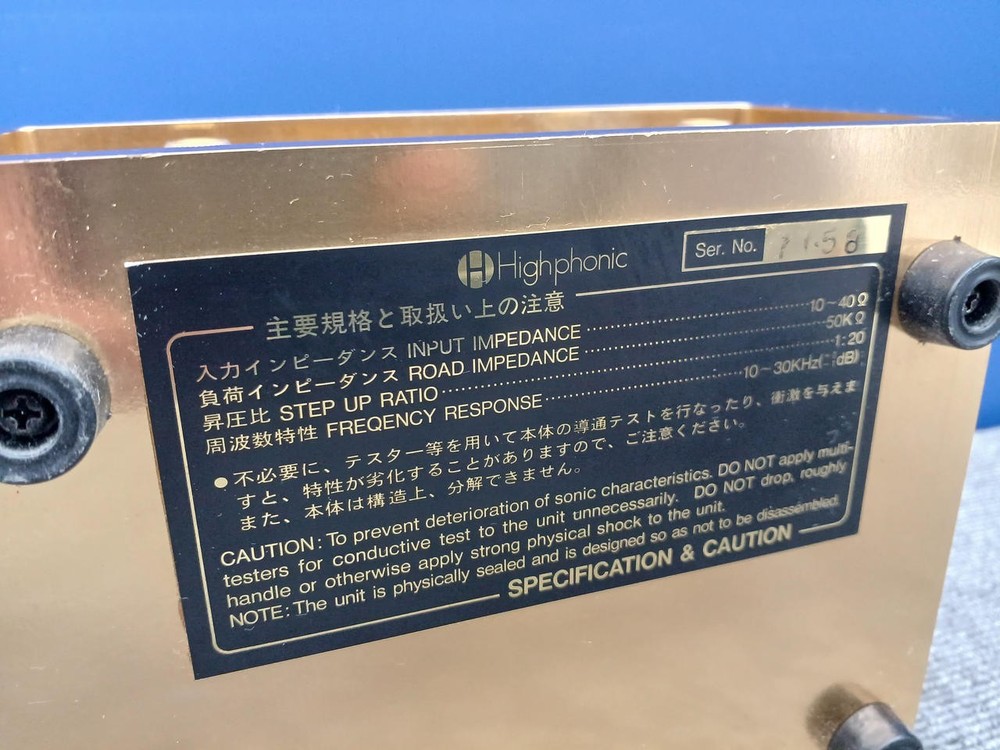 Highphonic
Ser. No.
主要規格と取扱い上の注意
入力インピーダンス INPUT IMPEDANCE 10~40Ω
負荷インピーダンス ROAD IMPEDANCE 50KΩ
昇圧比 STEP UP RATIO 1:20
周波数特性 FREQENCY RESPONSE 10~30KHz
●不必要に、テスター等を用いて本体の導通テストを行なったり、衝激を与えま
すと、特性が劣化することがありますので、ご注意ください。
また、本体は構造上、分解できません。
CAUTION: To prevent deterioration of sonic characteristics. DO NOT apply multi-
testers for conductive test to the unit unnecessarily. DO NOT drop, roughly
handle or otherwise apply strong physical shock to the unit.
NOTE: The unit is physically sealed and is designed so as not to be disassembled.
SPECIFICATION & CAUTION